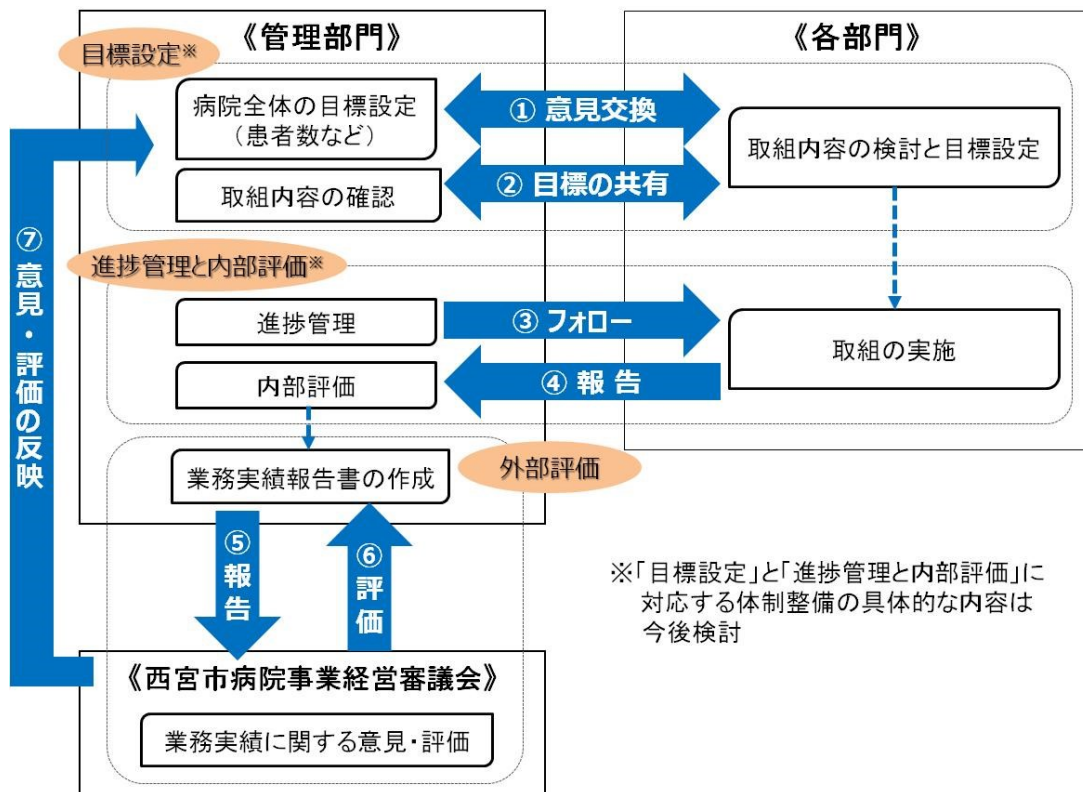 《管理部門》
《各部門》
目標設定※
病院全体の目標設定
（患者数など）
① 意見交換
取組内容の検討と目標設定
取組内容の確認
② 目標の共有
⑦ 意見・評価の反映
進捗管理と内部評価※
進捗管理
③ フォロー
取組の実施
内部評価
④ 報 告
業務実績報告書の作成
外部評価
⑤ 報告
⑥ 評価
※「目標設定」と「進捗管理と内部評価」に
対応する体制整備の具体的な内容は
今後検討
《西宮市病院事業経営審議会》
業務実績に関する意見・評価